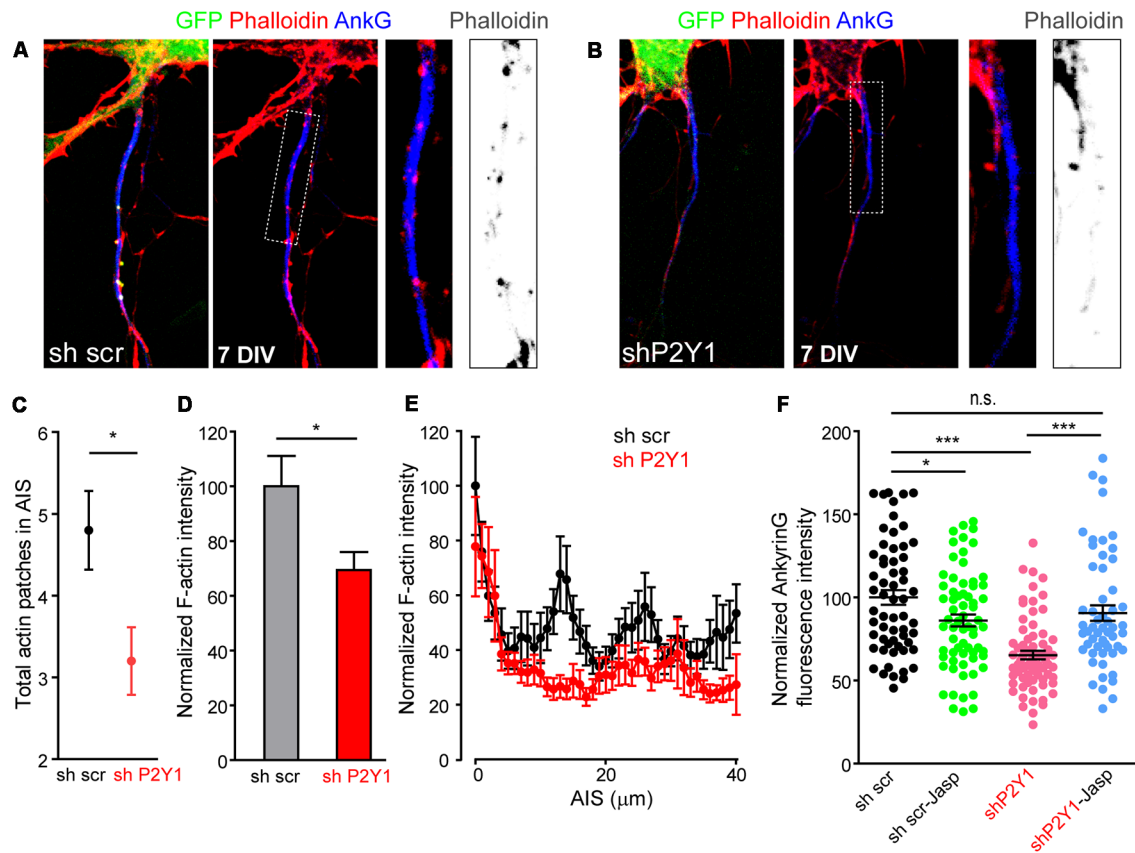 GFP Phalloidin AnkG Phalloidin
GFP Phalloidin AnkG Phalloidin
A
B
sh scr
7 DIV
shP2Y1
7 DIV
C
D
E
F
Total actin patches in AIS
6
5
4
3
2
*
sh scr
sh P2Y1
Normalized F-actin intensity
120
100
80
60
40
20
0
*
sh scr
sh P2Y1
Normalized F-actin intensity
120
100
80
60
40
20
0
sh scr
sh P2Y1
0
20
40
AIS (μm)
Normalized AnkyrinG
fluorescence intensity
200
150
100
50
0
n.s.
***
***
*
sh scr
sh scr-Jasp
shP2Y1
shP2Y1-Jasp